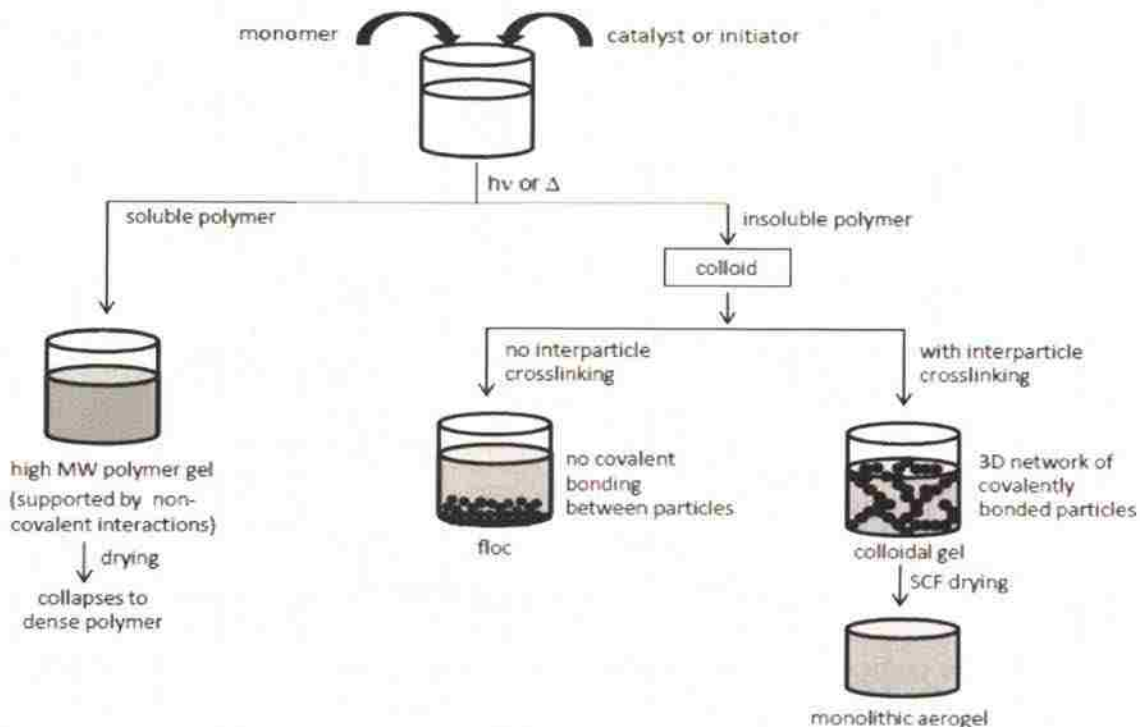 monomer
catalyst or initiator
hν or Δ
soluble polymer
insoluble polymer
colloid
no interparticle
crosslinking
with interparticle
crosslinking
high MW polymer gel
(supported by non-
covalent interactions)
drying
collapses to
dense polymer
no covalent
bonding
between particles
floc
3D network of
covalently
bonded particles
colloidal gel
SCF drying
monolithic aerogel